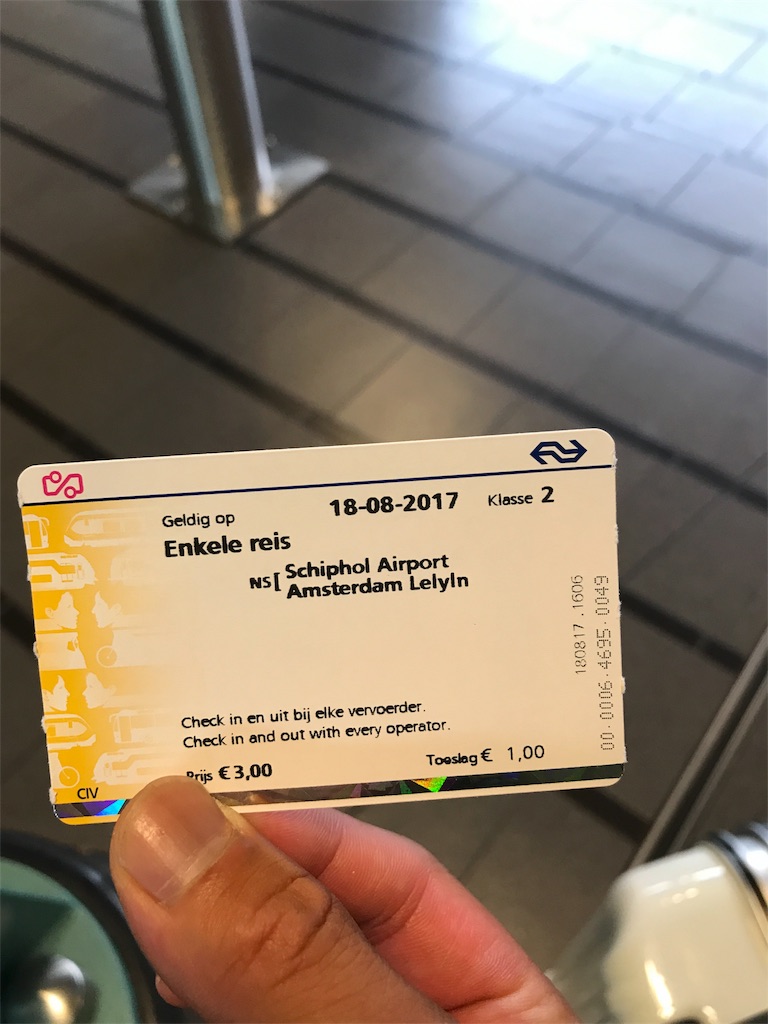 Geldig op 18-08-2017 Klasse 2
Enkele reis
NS[ Schiphol Airport
Amsterdam Lelyln
180817 .1606
00.0006.4695.0049
Check in en uit bij elke vervoerder.
Check in and out with every operator.
Prijs € 3,00 Toeslag € 1,00
CIV